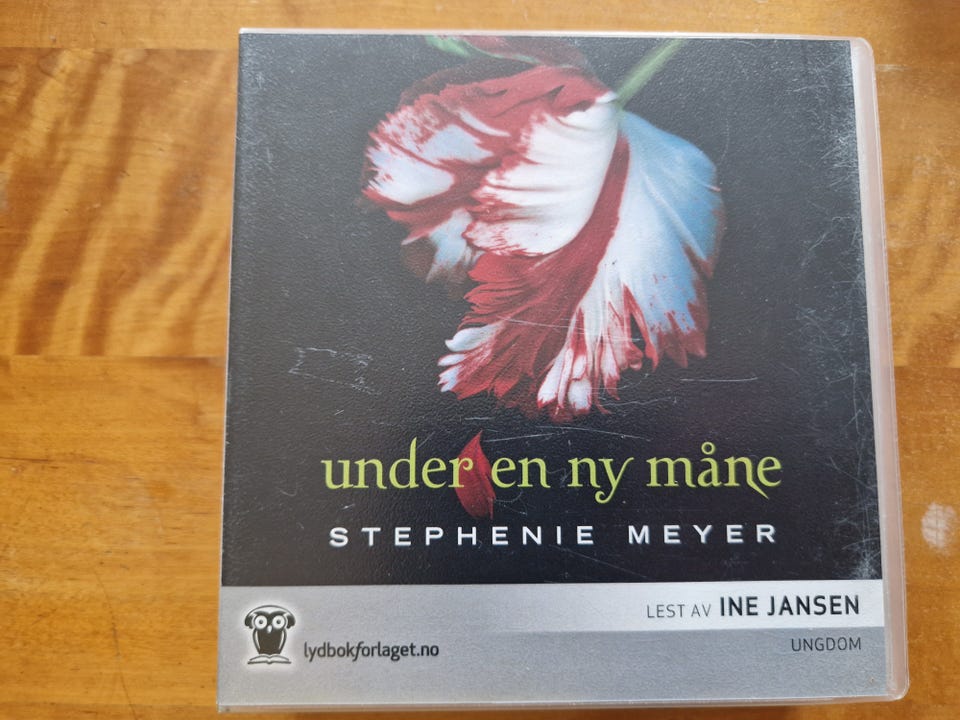 under en ny måne
STEPHENIE MEYER
LEST AV INE JANSEN
UNGDOM
lydbokforlaget.no